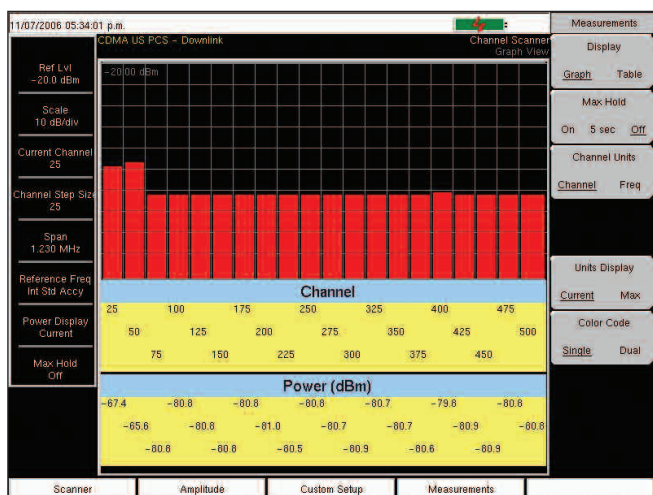 11/07/2006 05:34:01 p.m.
CDMA US PCS - Downlink
Channel Scanner
Graph View
Ref Lvl
-20.0 dBm
Scale
10 dB/div
Current Channel
25
Channel Step Size
25
Span
1.230 MHz
Reference Freq
Int Std Accy
Power Display
Current
Max Hold
Off
-20.00 dBm
Channel
25 100 175 250 325 400 475
50 125 200 275 350 425 500
75 150 225 300 375 450
Power (dBm)
-67.4 -80.8 -80.8 -80.8 -80.7 -79.8 -80.8
-65.6 -80.8 -81.0 -80.7 -80.7 -80.9 -80.8
-80.8 -80.8 -80.5 -80.9 -80.6 -80.9
Measurements
Display
Graph Table
Max Hold
On 5 sec Off
Channel Units
Channel Freq
Units Display
Current Max
Color Code
Single Dual
Scanner Amplitude Custom Setup Measurements